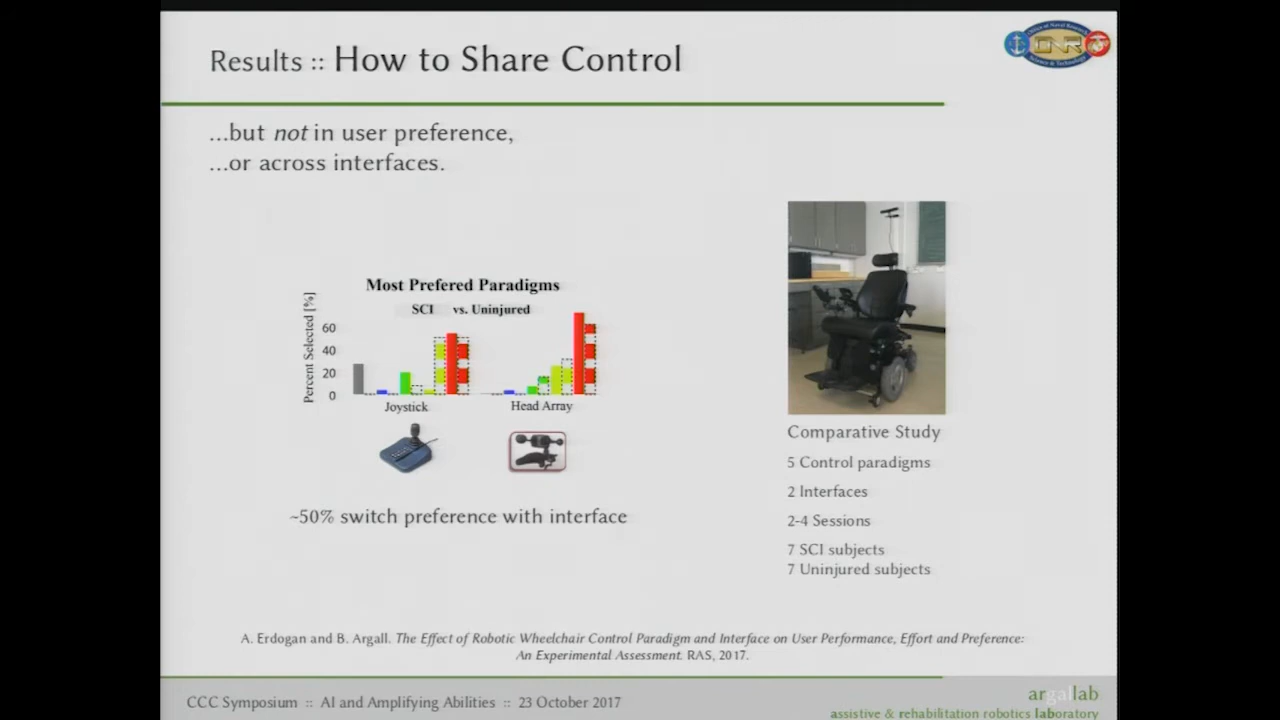 Results :: How to Share Control
ONR
...but not in user preference,
...or across interfaces.
Most Prefered Paradigms
SCI vs. Uninjured
Percent Selected [%]
60
40
20
0
Joystick
Head Array
~50% switch preference with interface
Comparative Study
5 Control paradigms
2 Interfaces
2-4 Sessions
7 SCI subjects
7 Uninjured subjects
A. Erdogan and B. Argall. The Effect of Robotic Wheelchair Control Paradigm and Interface on User Performance, Effort and Preference:
An Experimental Assessment. RAS, 2017.
CCC Symposium :: AI and Amplifying Abilities :: 23 October 2017
argallab
assistive & rehabilitation robotics laboratory